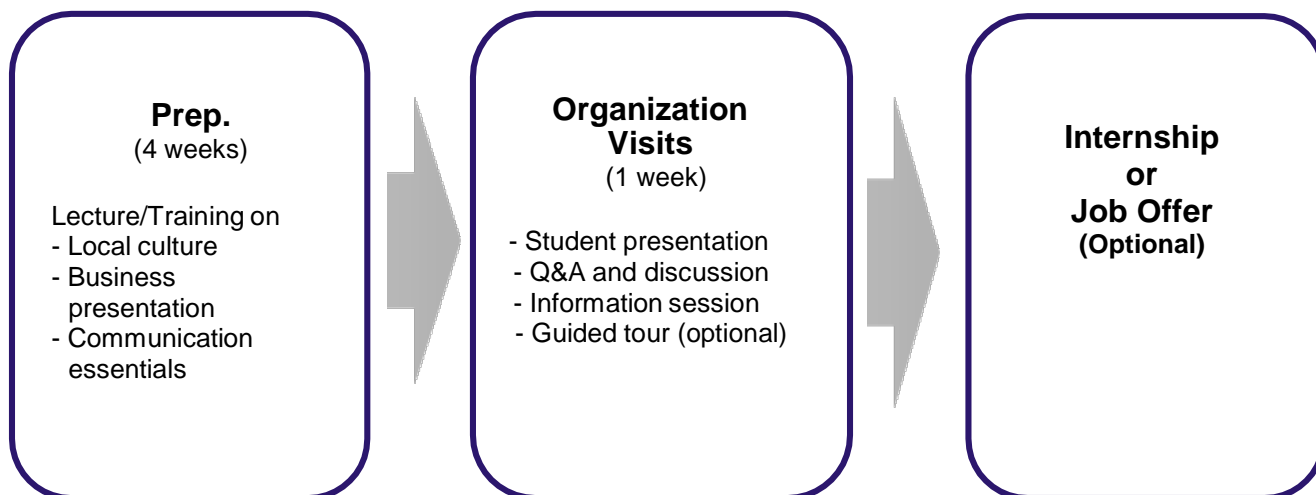 Prep.
(4 weeks)
Lecture/Training on
- Local culture
- Business
presentation
- Communication
essentials
Organization
Visits
(1 week)
- Student presentation
- Q&A and discussion
- Information session
- Guided tour (optional)
Internship
or
Job Offer
(Optional)